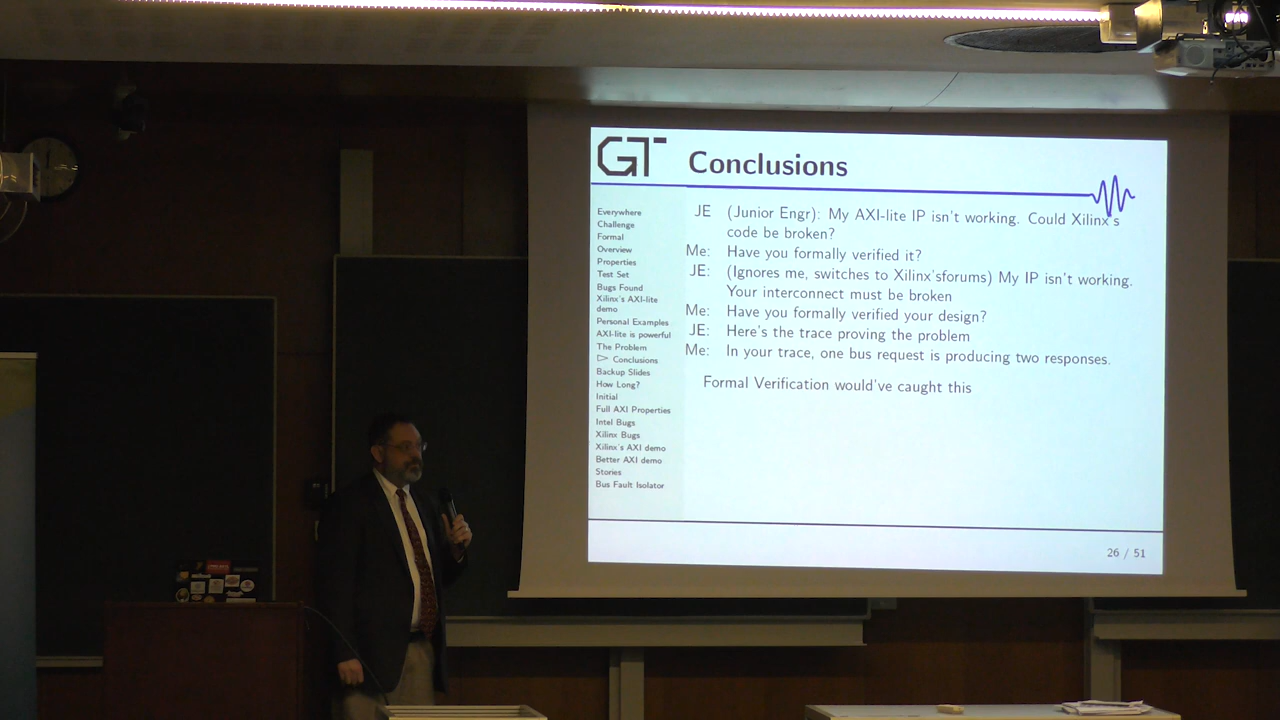 GT
Conclusions
Everywhere
Challenge
Formal
Overview
Properties
Test Set
Bugs Found
Xilinx's AXI-lite
demo
Personal Examples
AXI-lite is powerful
The Problem
▷ Conclusions
Backup Slides
How Long?
Initial
Full AXI Properties
Intel Bugs
Xilinx Bugs
Xilinx's AXI demo
Better AXI demo
Stories
Bus Fault Isolator
JE (Junior Engr): My AXI-lite IP isn't working. Could Xilinx's
code be broken?
Me: Have you formally verified it?
JE: (Ignores me, switches to Xilinx'sforums) My IP isn't working.
Your interconnect must be broken
Me: Have you formally verified your design?
JE: Here's the trace proving the problem
Me: In your trace, one bus request is producing two responses.
Formal Verification would've caught this
26 / 51